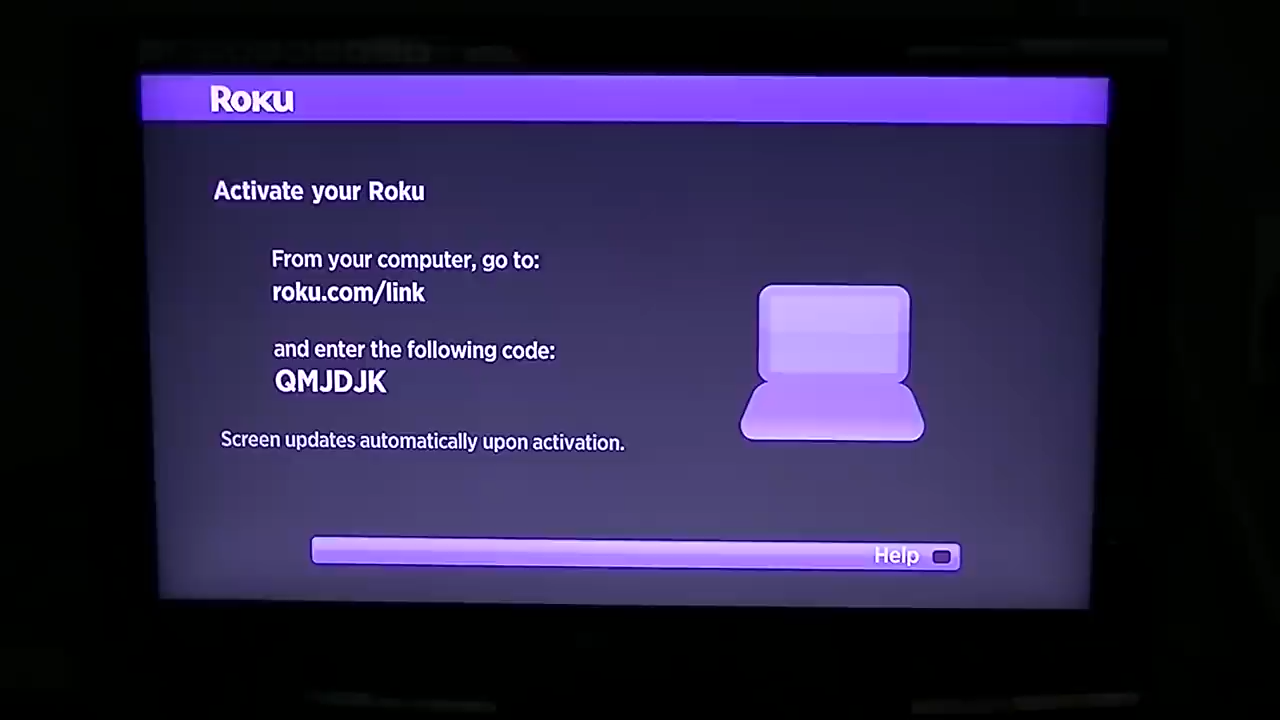 Roku
Activate your Roku
From your computer, go to:
roku.com/link
and enter the following code:
QMJDJK
Screen updates automatically upon activation.
Help